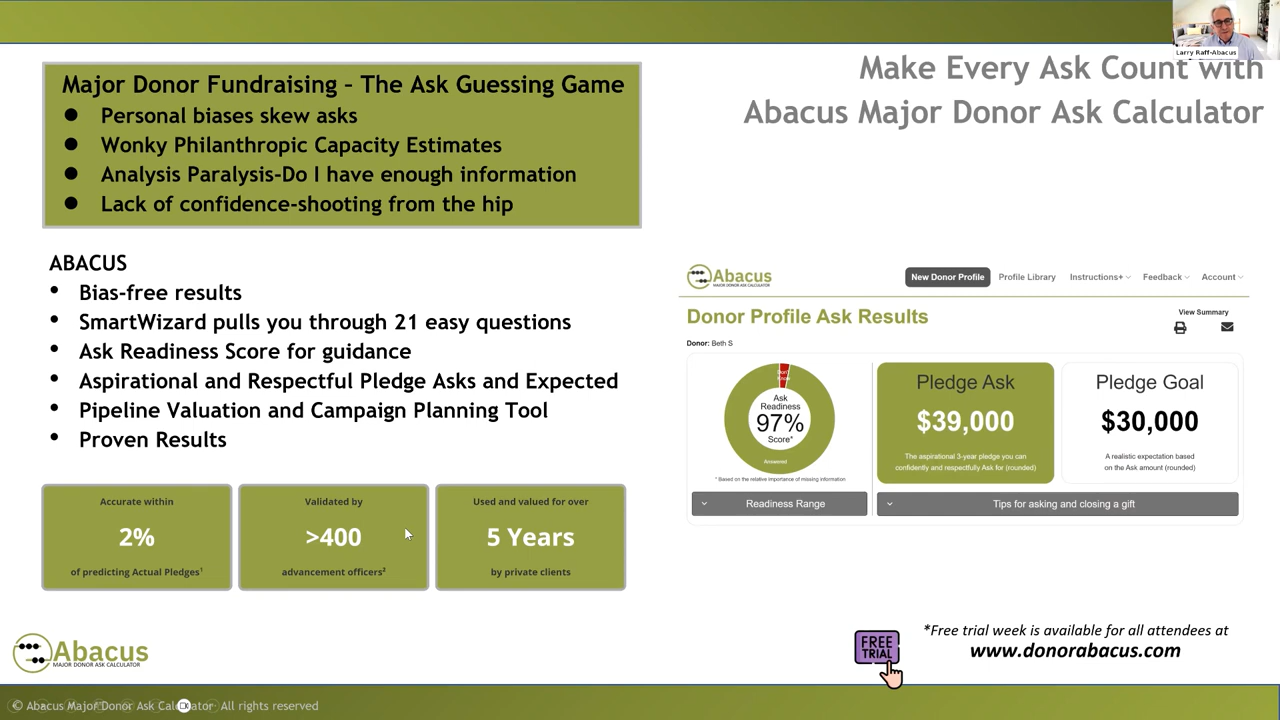 Larry Raff-Abacus
Make Every Ask Count with
Abacus Major Donor Ask Calculator
Major Donor Fundraising – The Ask Guessing Game
● Personal biases skew asks
● Wonky Philanthropic Capacity Estimates
● Analysis Paralysis-Do I have enough information
● Lack of confidence-shooting from the hip
ABACUS
• Bias-free results
• SmartWizard pulls you through 21 easy questions
• Ask Readiness Score for guidance
• Aspirational and Respectful Pledge Asks and Expected
• Pipeline Valuation and Campaign Planning Tool
• Proven Results
Accurate within
2%
of predicting Actual Pledges¹
Validated by
>400
advancement officers²
Used and valued for over
5 Years
by private clients
Abacus
MAJOR DONOR ASK CALCULATOR
New Donor Profile
Profile Library
Instructions+
Feedback
Account
Donor Profile Ask Results
View Summary
Donor: Beth S
Ask
Readiness
97%
Score*
Answered
* Based on the relative importance of missing information
Readiness Range
Pledge Ask
$39,000
The aspirational 3-year pledge you can
confidently and respectfully Ask for (rounded)
Pledge Goal
$30,000
A realistic expectation based
on the Ask amount (rounded)
Tips for asking and closing a gift
Abacus
MAJOR DONOR ASK CALCULATOR
FREE
TRIAL
*Free trial week is available for all attendees at
www.donorabacus.com
© Abacus Major Donor Ask Calculator All rights reserved